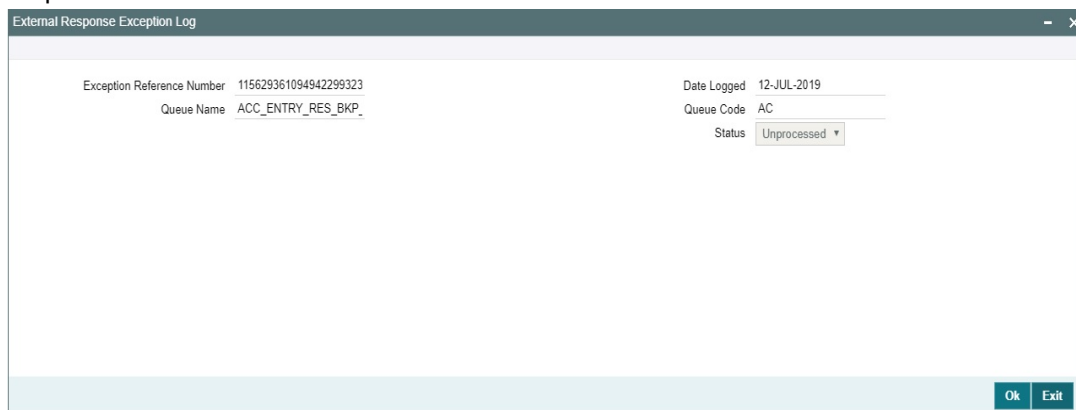 External Response Exception Log
Exception Reference Number 115629361094942299323
Date Logged 12-JUL-2019
Queue Name ACC_ENTRY_RES_BKP_
Queue Code AC
Status Unprocessed
Ok Exit